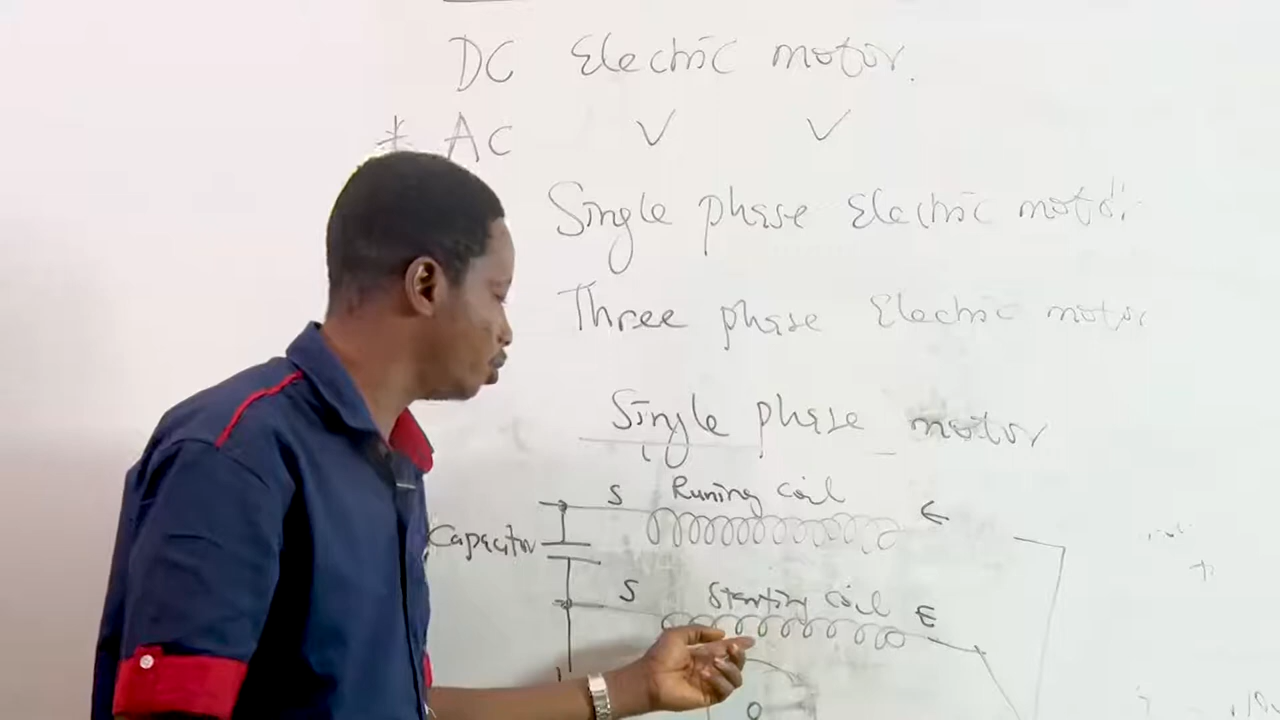 DC Electric motor.
* AC ✓ ✓
Single phase Electric motor.
Three phase Electric motor
Single phase motor
S Runing coil
Capacitor
S Starting coil E